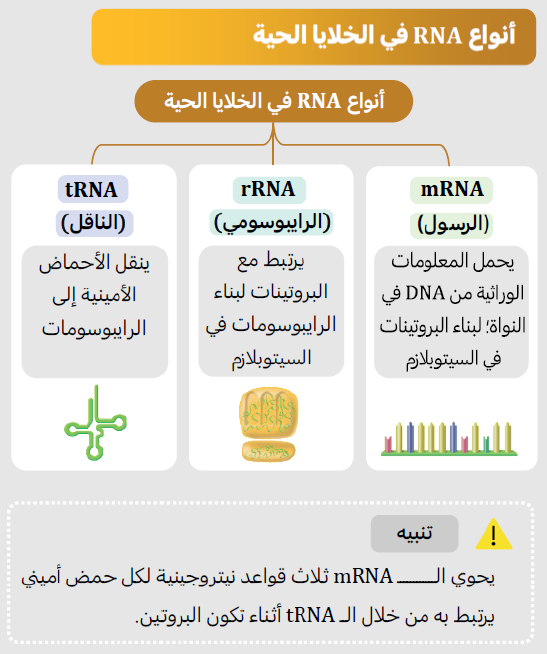 أنواع RNA في الخلايا الحية
أنواع RNA في الخلايا الحية
mRNA
(الرسول)
يحمل المعلومات
الوراثية من DNA في
النواة؛ لبناء البروتينات
في السيتوبلازم
rRNA
(الرايبوسومي)
يرتبط مع
البروتينات لبناء
الرايبوسومات في
السيتوبلازم
tRNA
(الناقل)
ينقل الأحماض
الأمينية إلى
الرايبوسومات
تنبيه
يحوي الـــــــ mRNA ثلاث قواعد نيتروجينية لكل حمض أميني
يرتبط به من خلال الـ tRNA أثناء تكون البروتين.